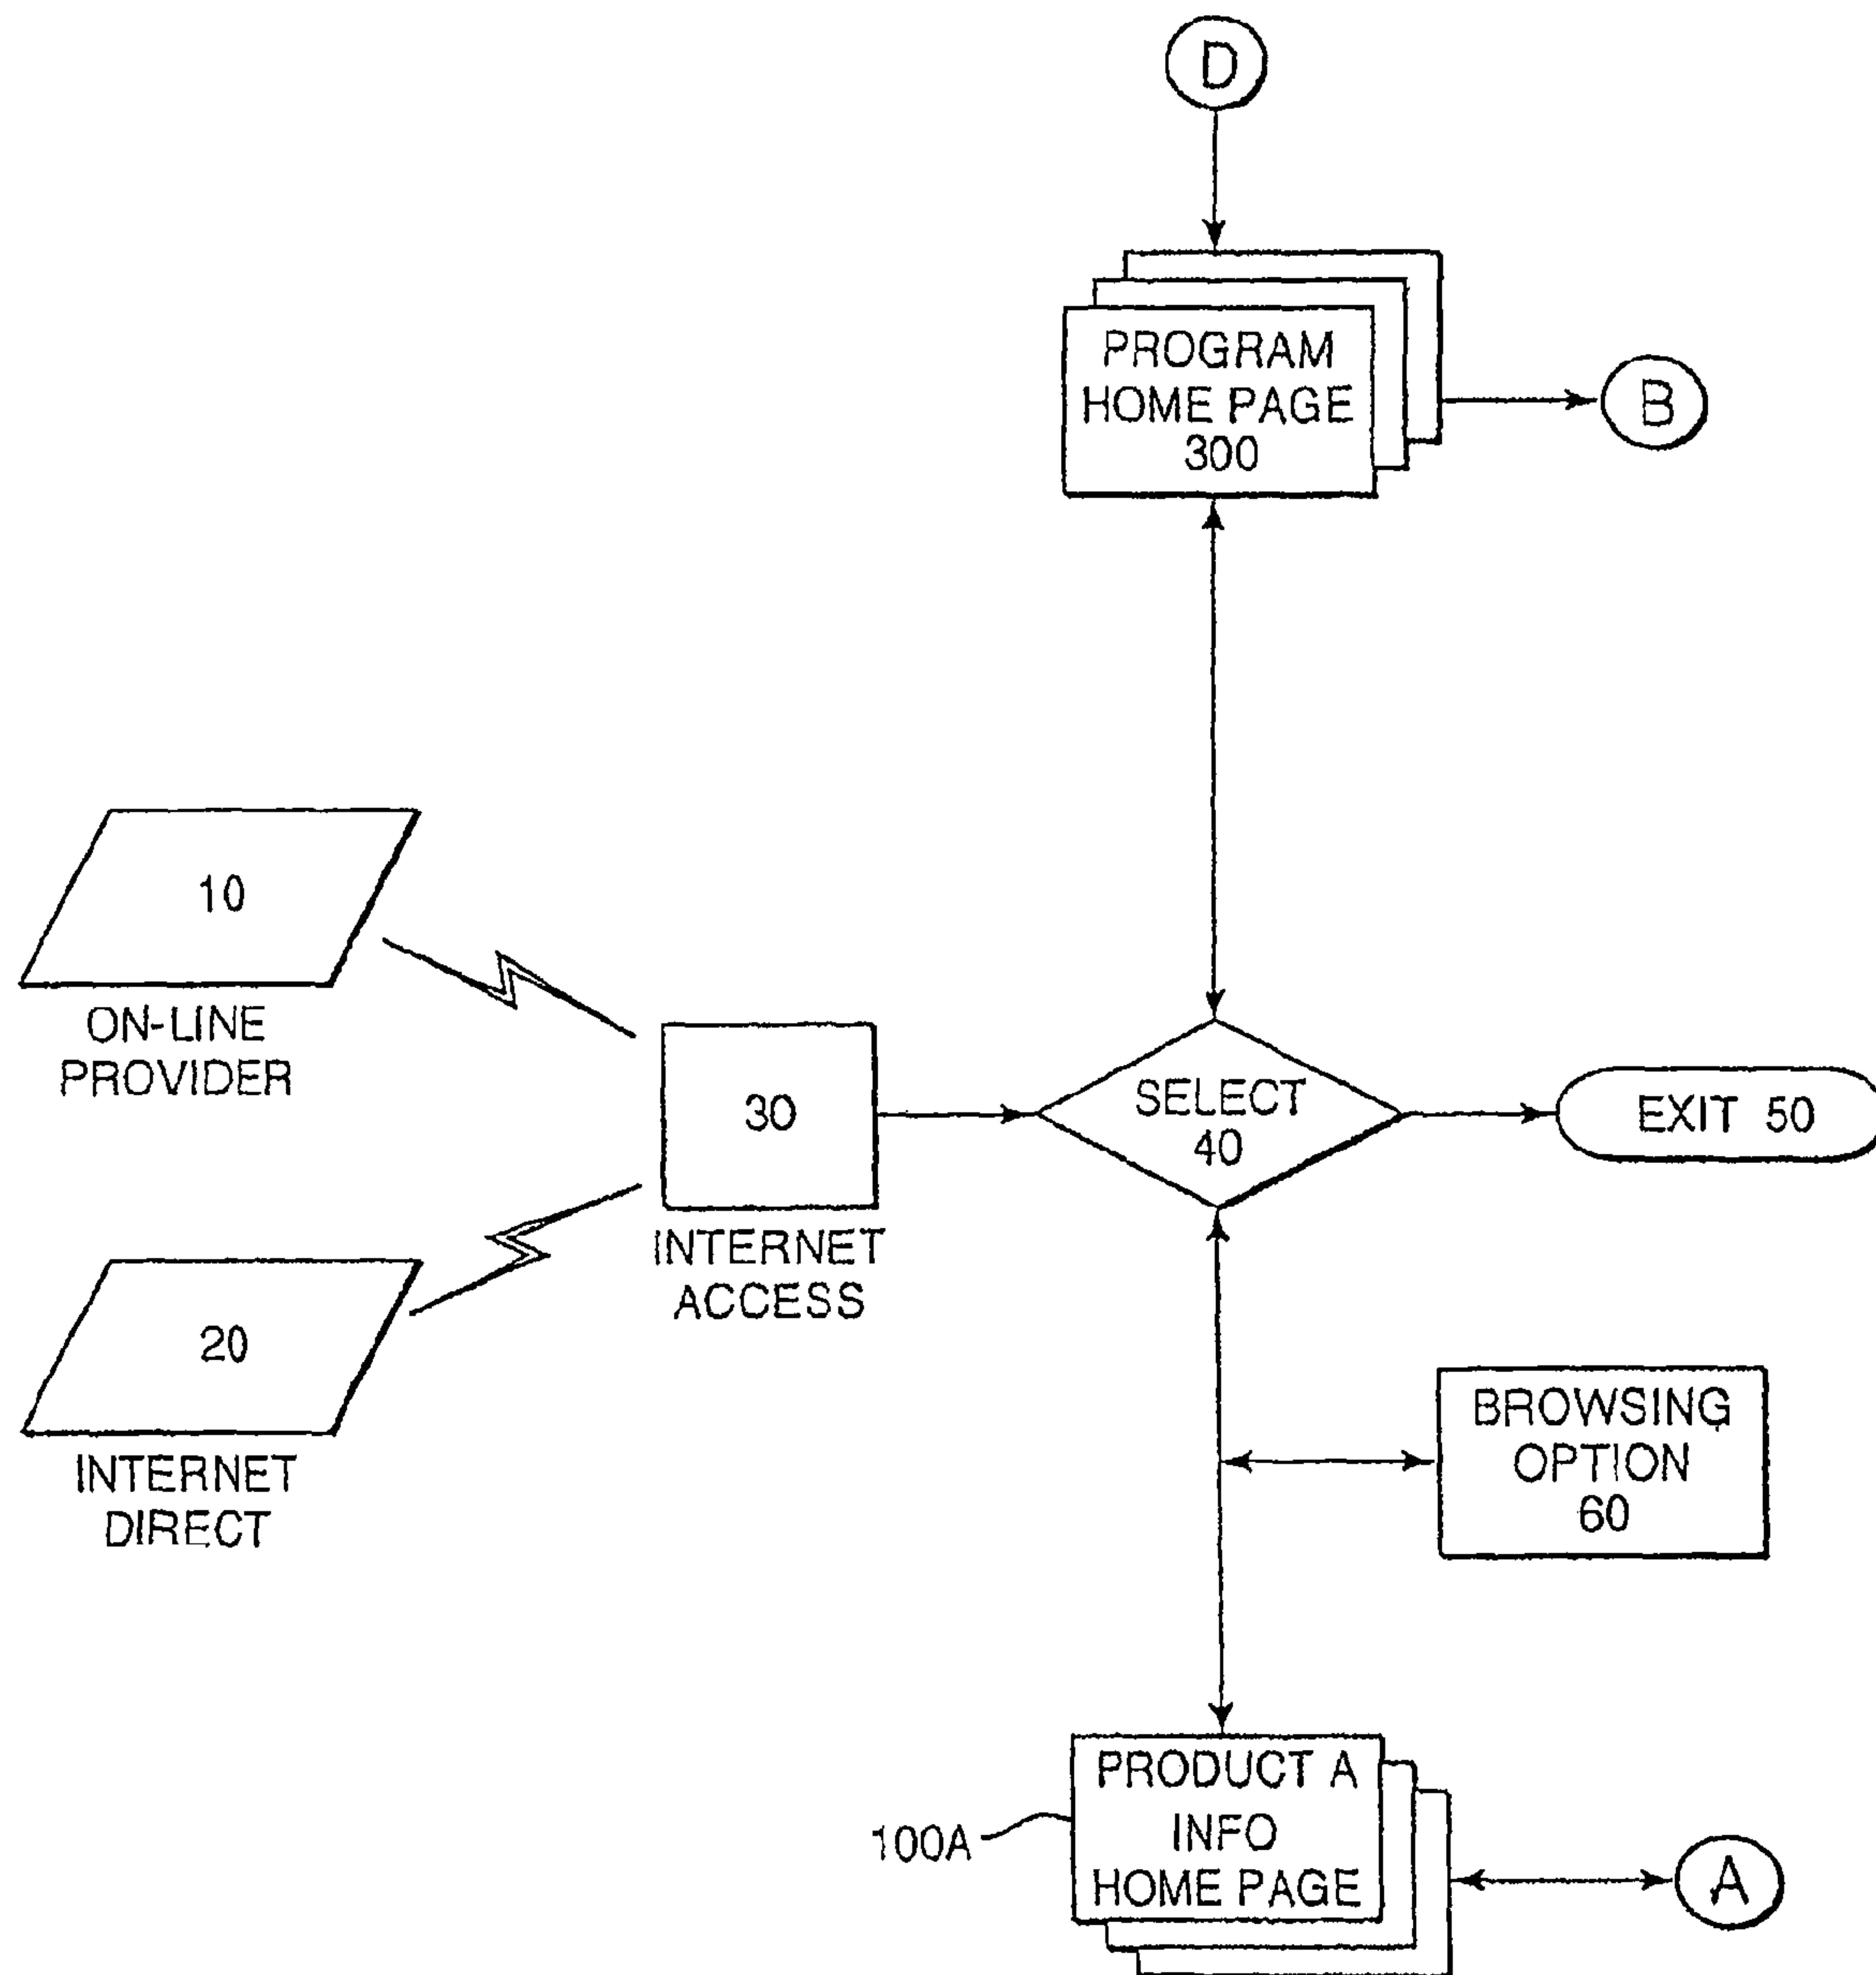 D
PROGRAM
HOME PAGE
300
B
10
ON-LINE
PROVIDER
30
INTERNET
ACCESS
SELECT
40
EXIT 50
20
INTERNET
DIRECT
BROWSING
OPTION
60
PRODUCT A
INFO
HOME PAGE
100A
A